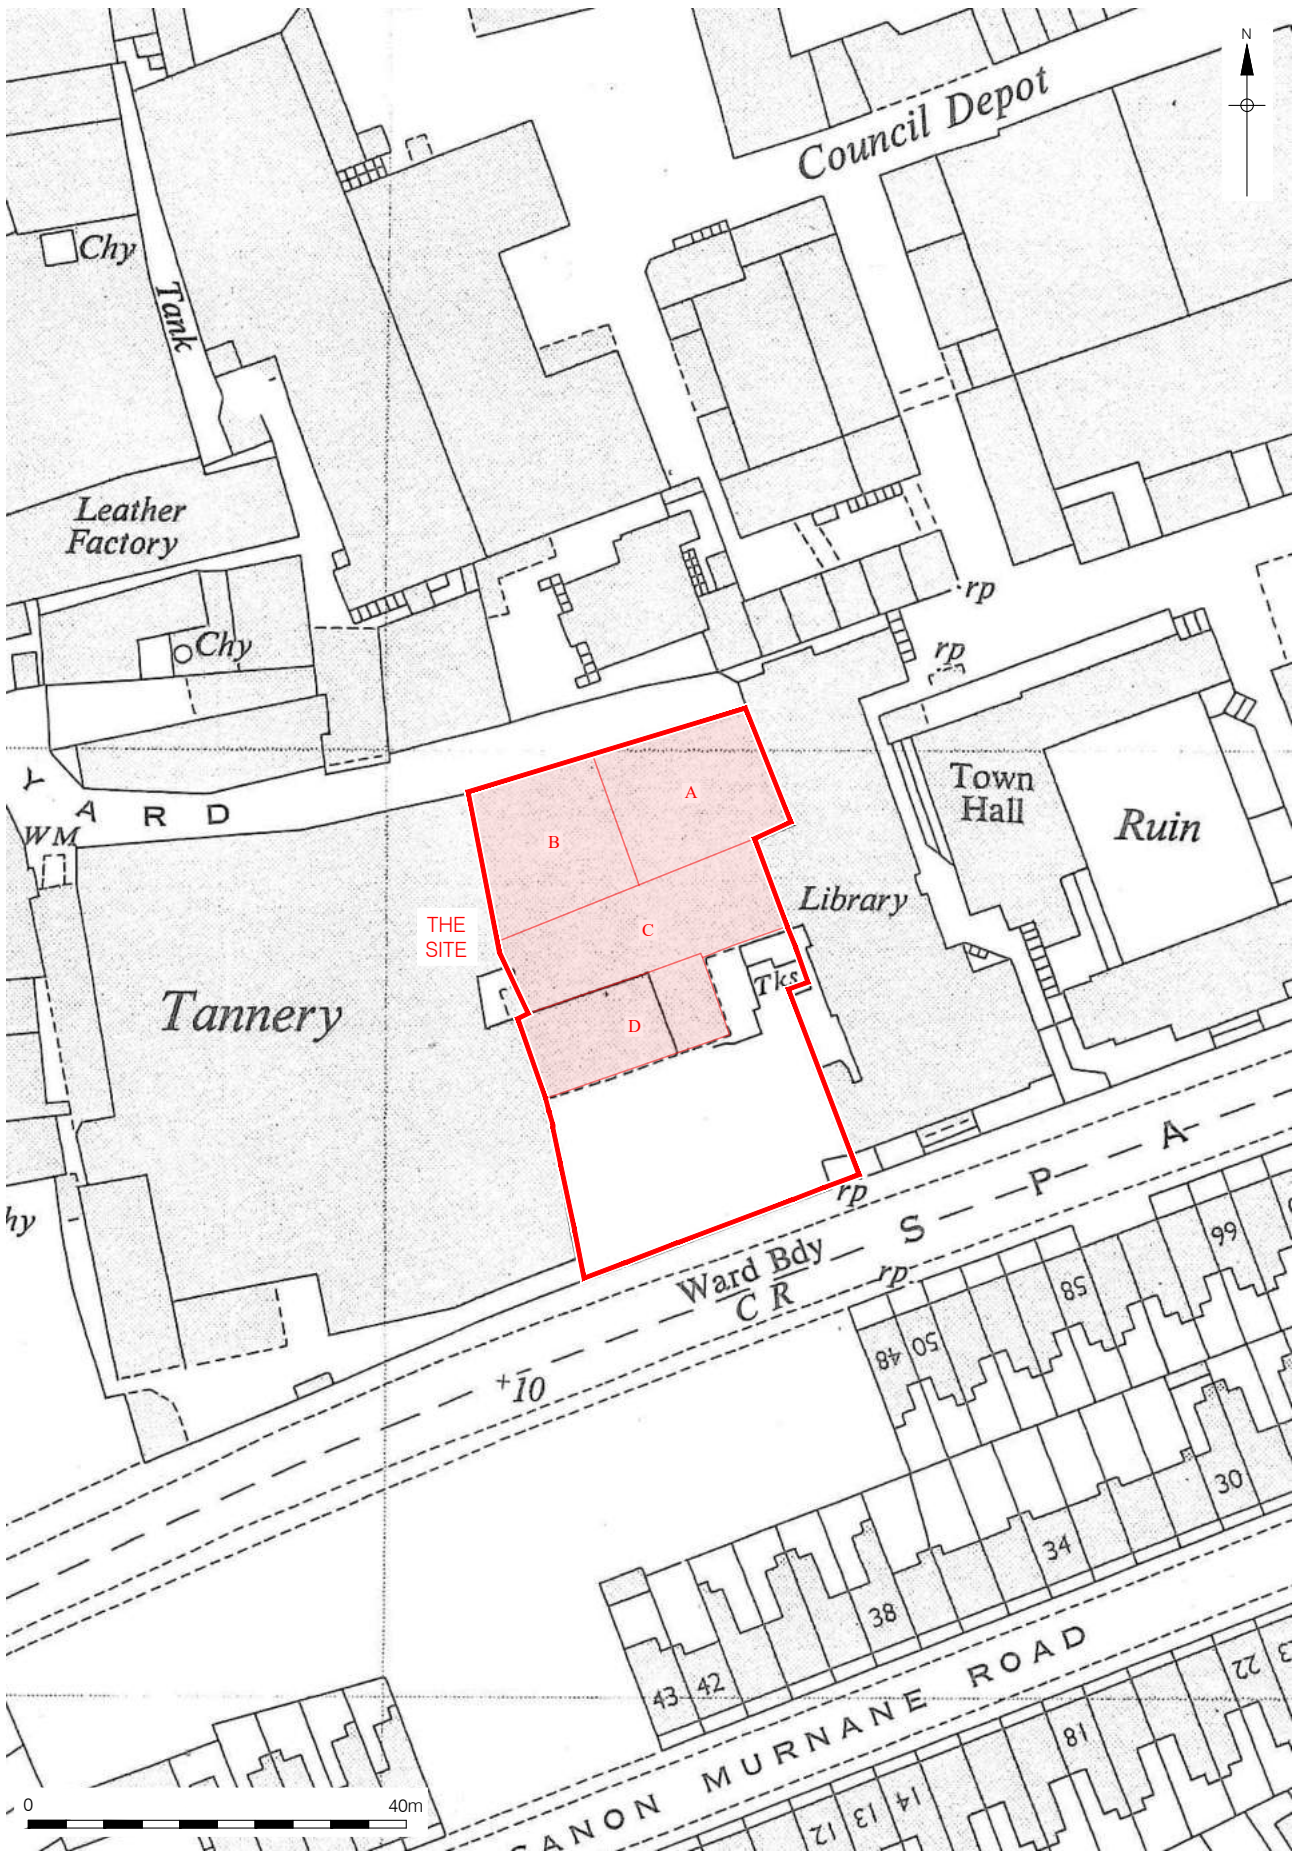 N
Council Depot
Chy
Tank
Leather
Factory
Chy
rp
rp
Y A R D
WM
Town
Hall
Ruin
A
B
THE
SITE
C
Library
Tannery
Tks
D
rp
S P A
hy
Ward Bdy
C R
rp
66
58
50
48
+10
30
34
38
42
43
CANON MURNANE ROAD
22
18
14
13
12
0 40m